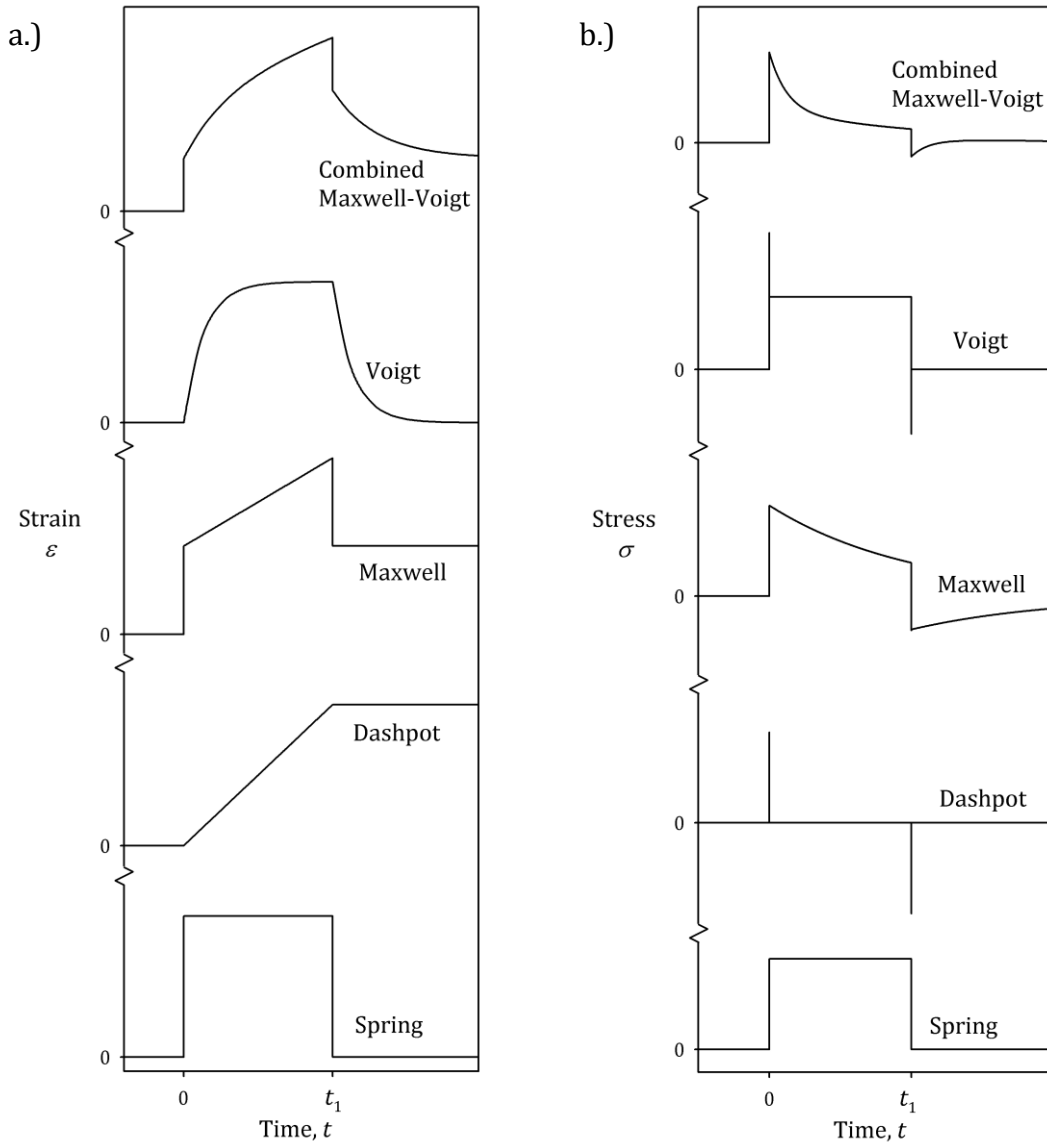 a.)
Combined
Maxwell-Voigt
0
Voigt
0
Strain
ε
Maxwell
0
Dashpot
0
Spring
0
0
t₁
Time, t
b.)
Combined
Maxwell-Voigt
0
Voigt
0
Stress
σ
Maxwell
0
Dashpot
0
Spring
0
0
t₁
Time, t